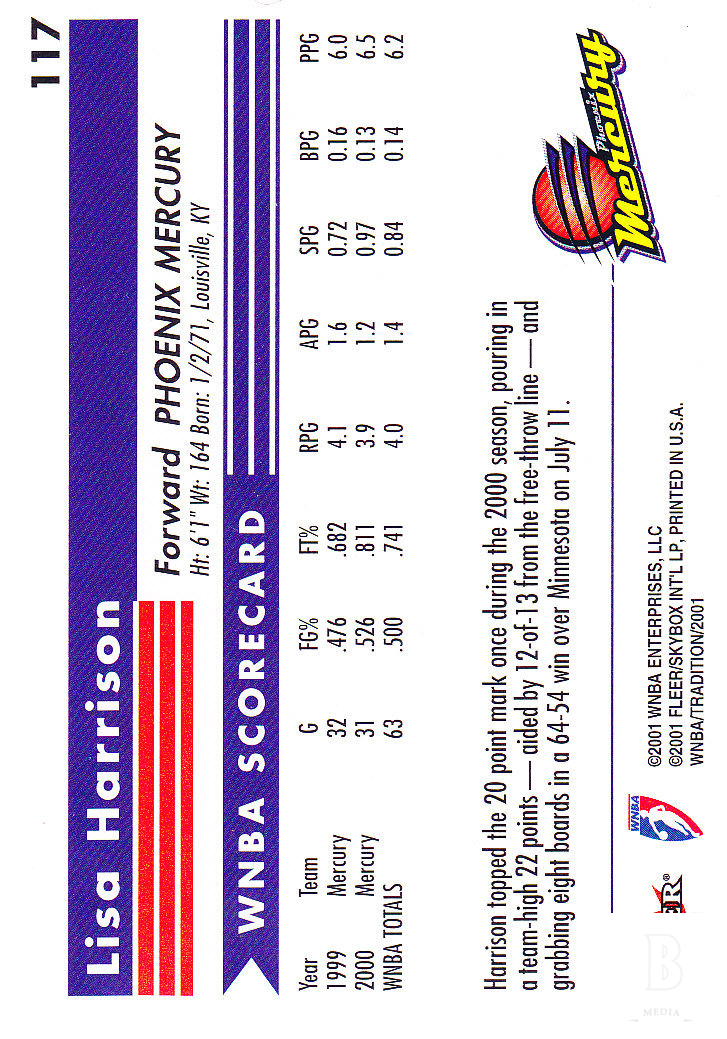 117
Lisa Harrison
Forward PHOENIX MERCURY
Ht: 6'1" Wt: 164 Born: 1/2/71, Louisville, KY
WNBA SCORECARD
Year Team G FG% FT% RPG APG SPG BPG PPG
1999 Mercury 32 .476 .682 4.1 1.6 0.72 0.16 6.0
2000 Mercury 31 .526 .811 3.9 1.2 0.97 0.13 6.5
WNBA TOTALS 63 .500 .741 4.0 1.4 0.84 0.14 6.2
Harrison topped the 20 point mark once during the 2000 season, pouring in
a team-high 22 points — aided by 12-of-13 from the free-throw line — and
grabbing eight boards in a 64-54 win over Minnesota on July 11.
Phoenix
Mercury
WNBA
©2001 WNBA ENTERPRISES, LLC
©2001 FLEER/SKYBOX INT'L LP, PRINTED IN U.S.A.
WNBA/TRADITION/2001
B
MEDIA